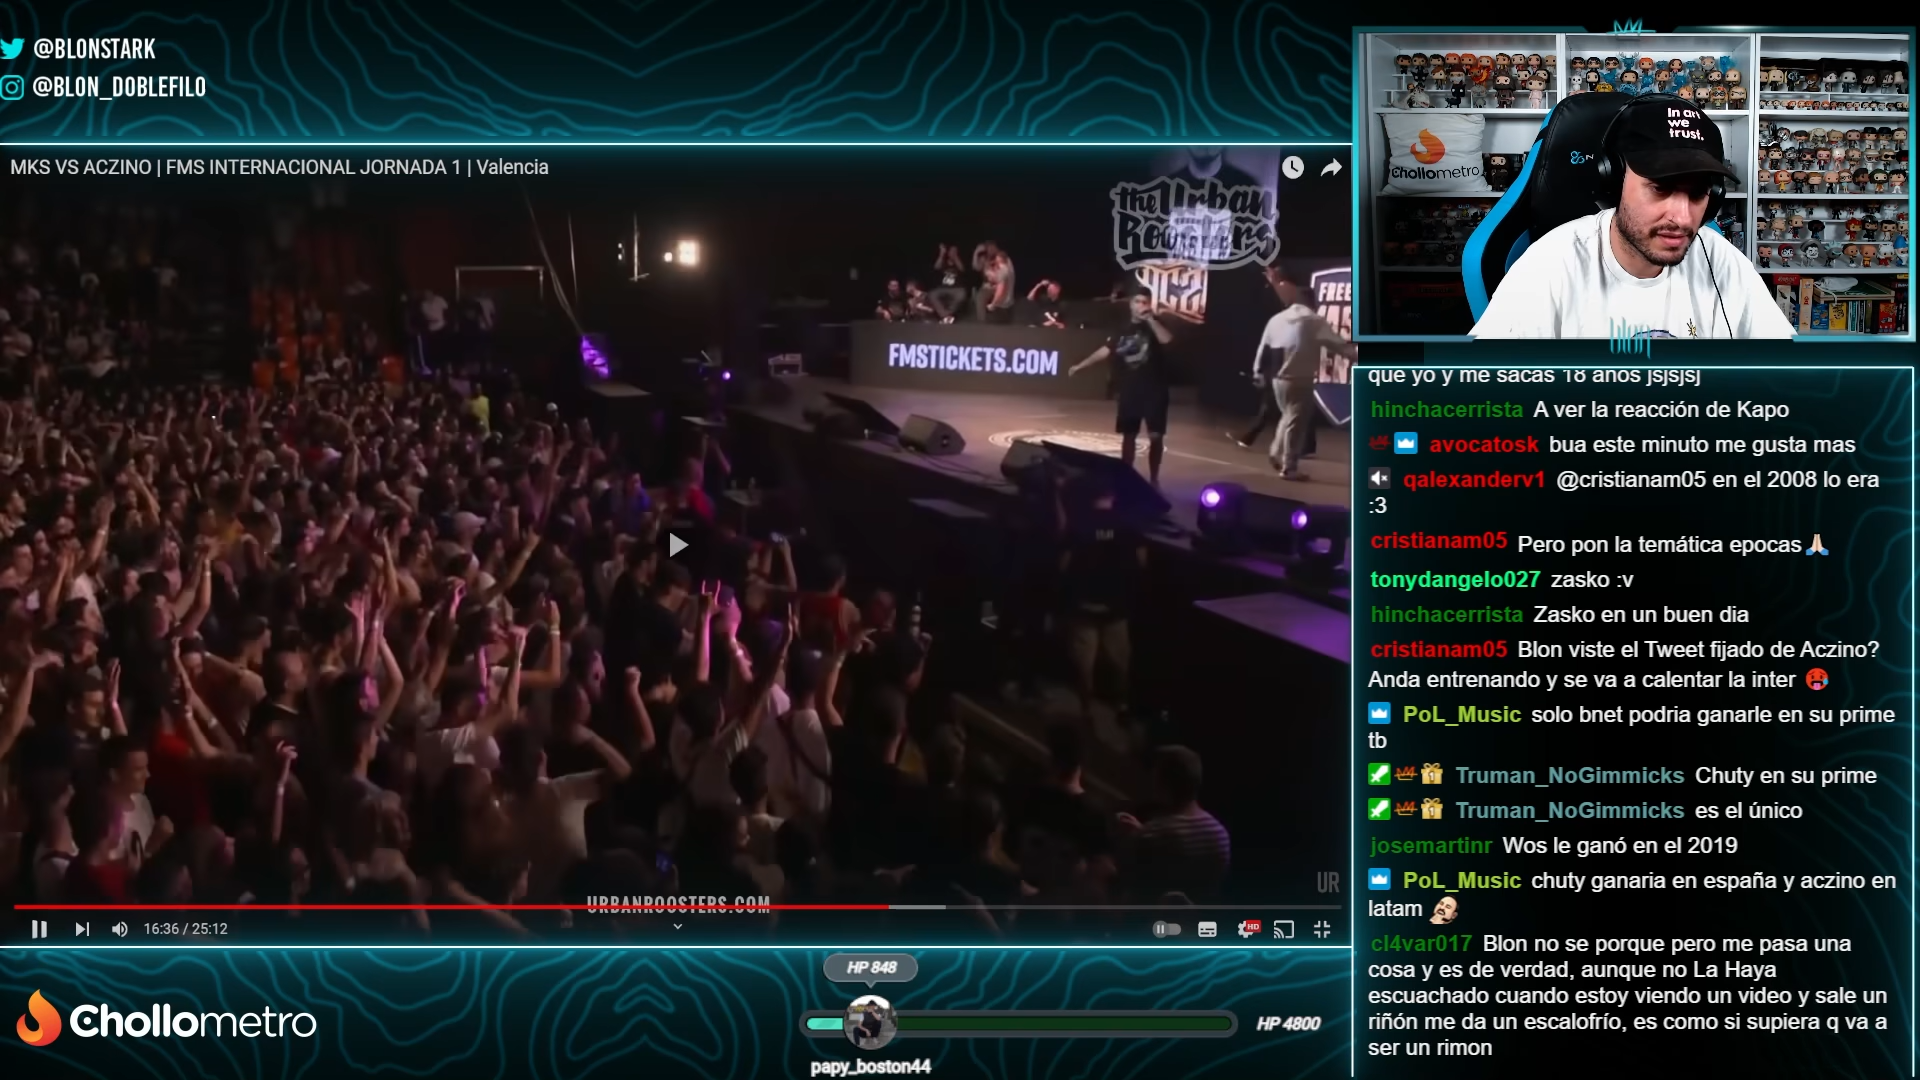 @BLONSTARK
@BLON_DOBLEFILO
MKS VS ACZINO | FMS INTERNACIONAL JORNADA 1 | Valencia
the Urban
Roosters
FREE
FMSTICKETS.COM
UR
URBANROOSTERS.COM
16:36 / 25:12
HD
Chollometro
HP 848
HP 4800
papy_boston44
In art
we
trust.
Chollometro
blon
que yo y me sacas 18 años jsjsjsj
hinchacerrista A ver la reacción de Kapo
avocatosk bua este minuto me gusta mas
qalexanderv1 @cristianam05 en el 2008 lo era
:3
cristianam05 Pero pon la temática epocas🙏🏻
tonydangelo027 zasko :v
hinchacerrista Zasko en un buen dia
cristianam05 Blon viste el Tweet fijado de Aczino?
Anda entrenando y se va a calentar la inter 🥵
PoL_Music solo bnet podria ganarle en su prime
tb
Truman_NoGimmicks Chuty en su prime
Truman_NoGimmicks es el único
josemartinr Wos le ganó en el 2019
PoL_Music chuty ganaria en españa y aczino en
latam
cl4var017 Blon no se porque pero me pasa una
cosa y es de verdad, aunque no La Haya
escuachado cuando estoy viendo un video y sale un
riñón me da un escalofrío, es como si supiera q va a
ser un rimon